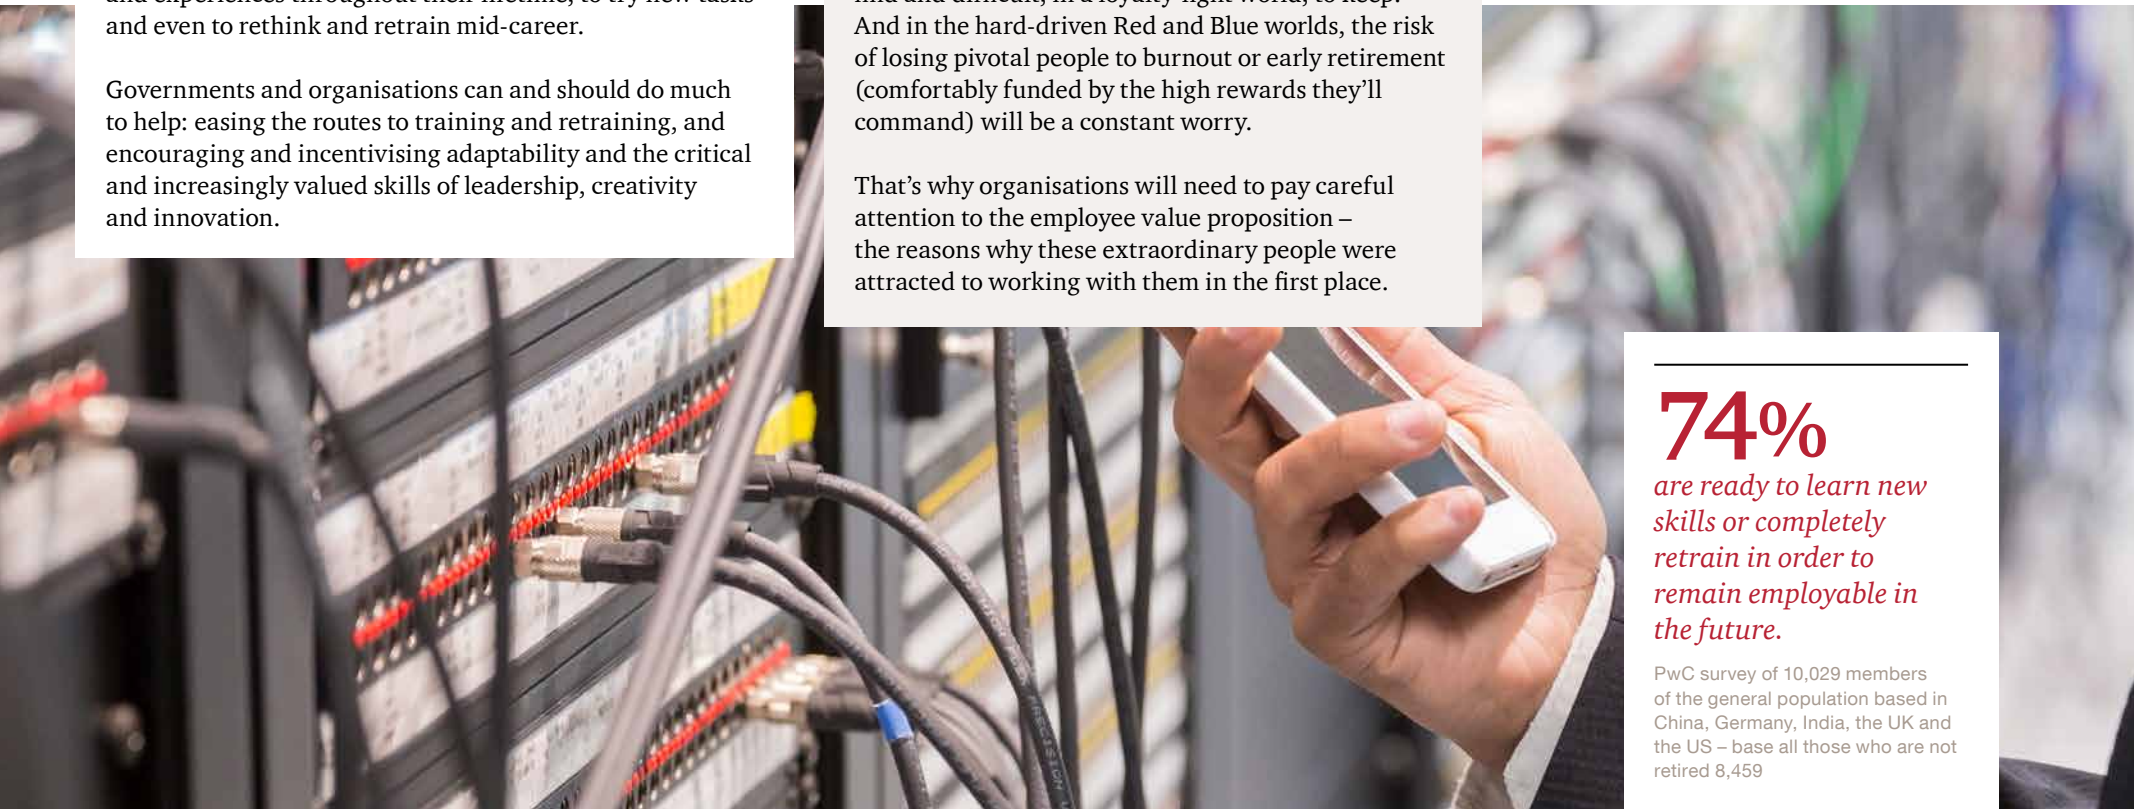 and even to rethink and retrain mid-career.
Governments and organisations can and should do much
to help: easing the routes to training and retraining, and
encouraging and incentivising adaptability and the critical
and increasingly valued skills of leadership, creativity
and innovation.
And in the hard-driven Red and Blue worlds, the risk
of losing pivotal people to burnout or early retirement
(comfortably funded by the high rewards they’ll
command) will be a constant worry.
That’s why organisations will need to pay careful
attention to the employee value proposition –
the reasons why these extraordinary people were
attracted to working with them in the first place.
74%
are ready to learn new
skills or completely
retrain in order to
remain employable in
the future.
PwC survey of 10,029 members
of the general population based in
China, Germany, India, the UK and
the US – base all those who are not
retired 8,459
PRECISION